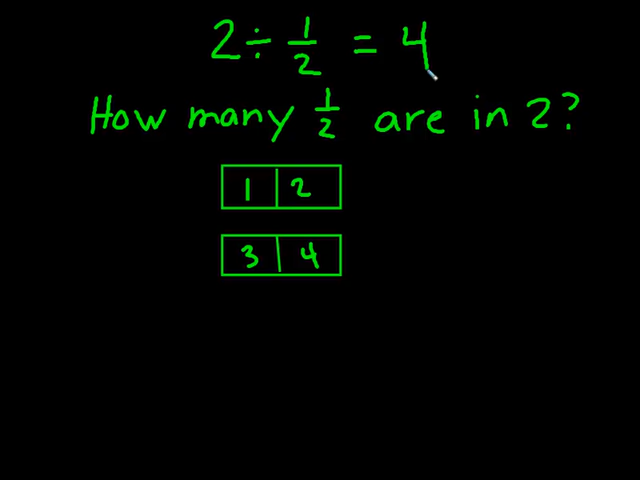 2 ÷ 1/2 = 4
How many 1/2 are in 2?
1 2
3 4